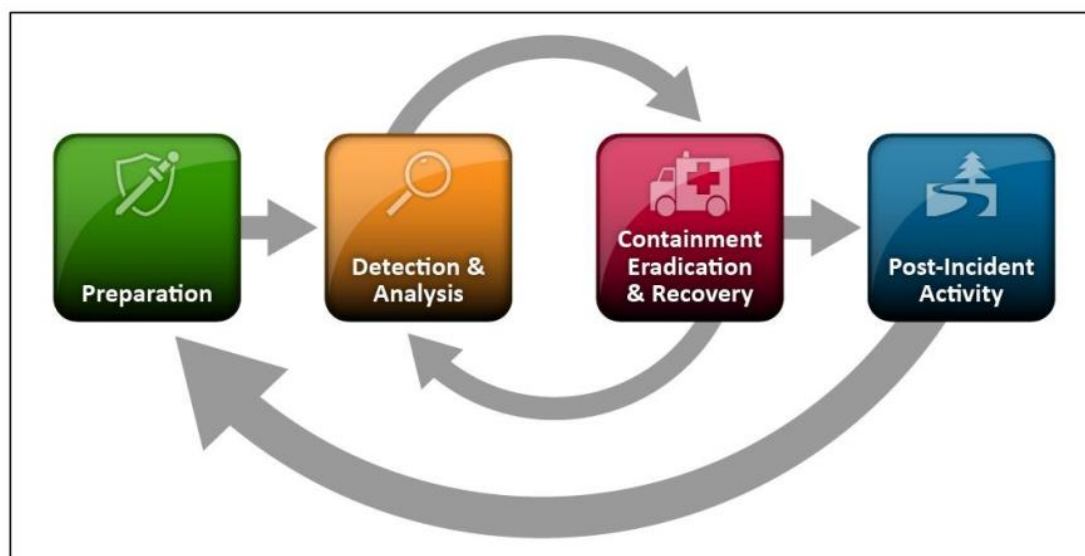 Preparation
Detection &
Analysis
Containment
Eradication
& Recovery
Post-Incident
Activity